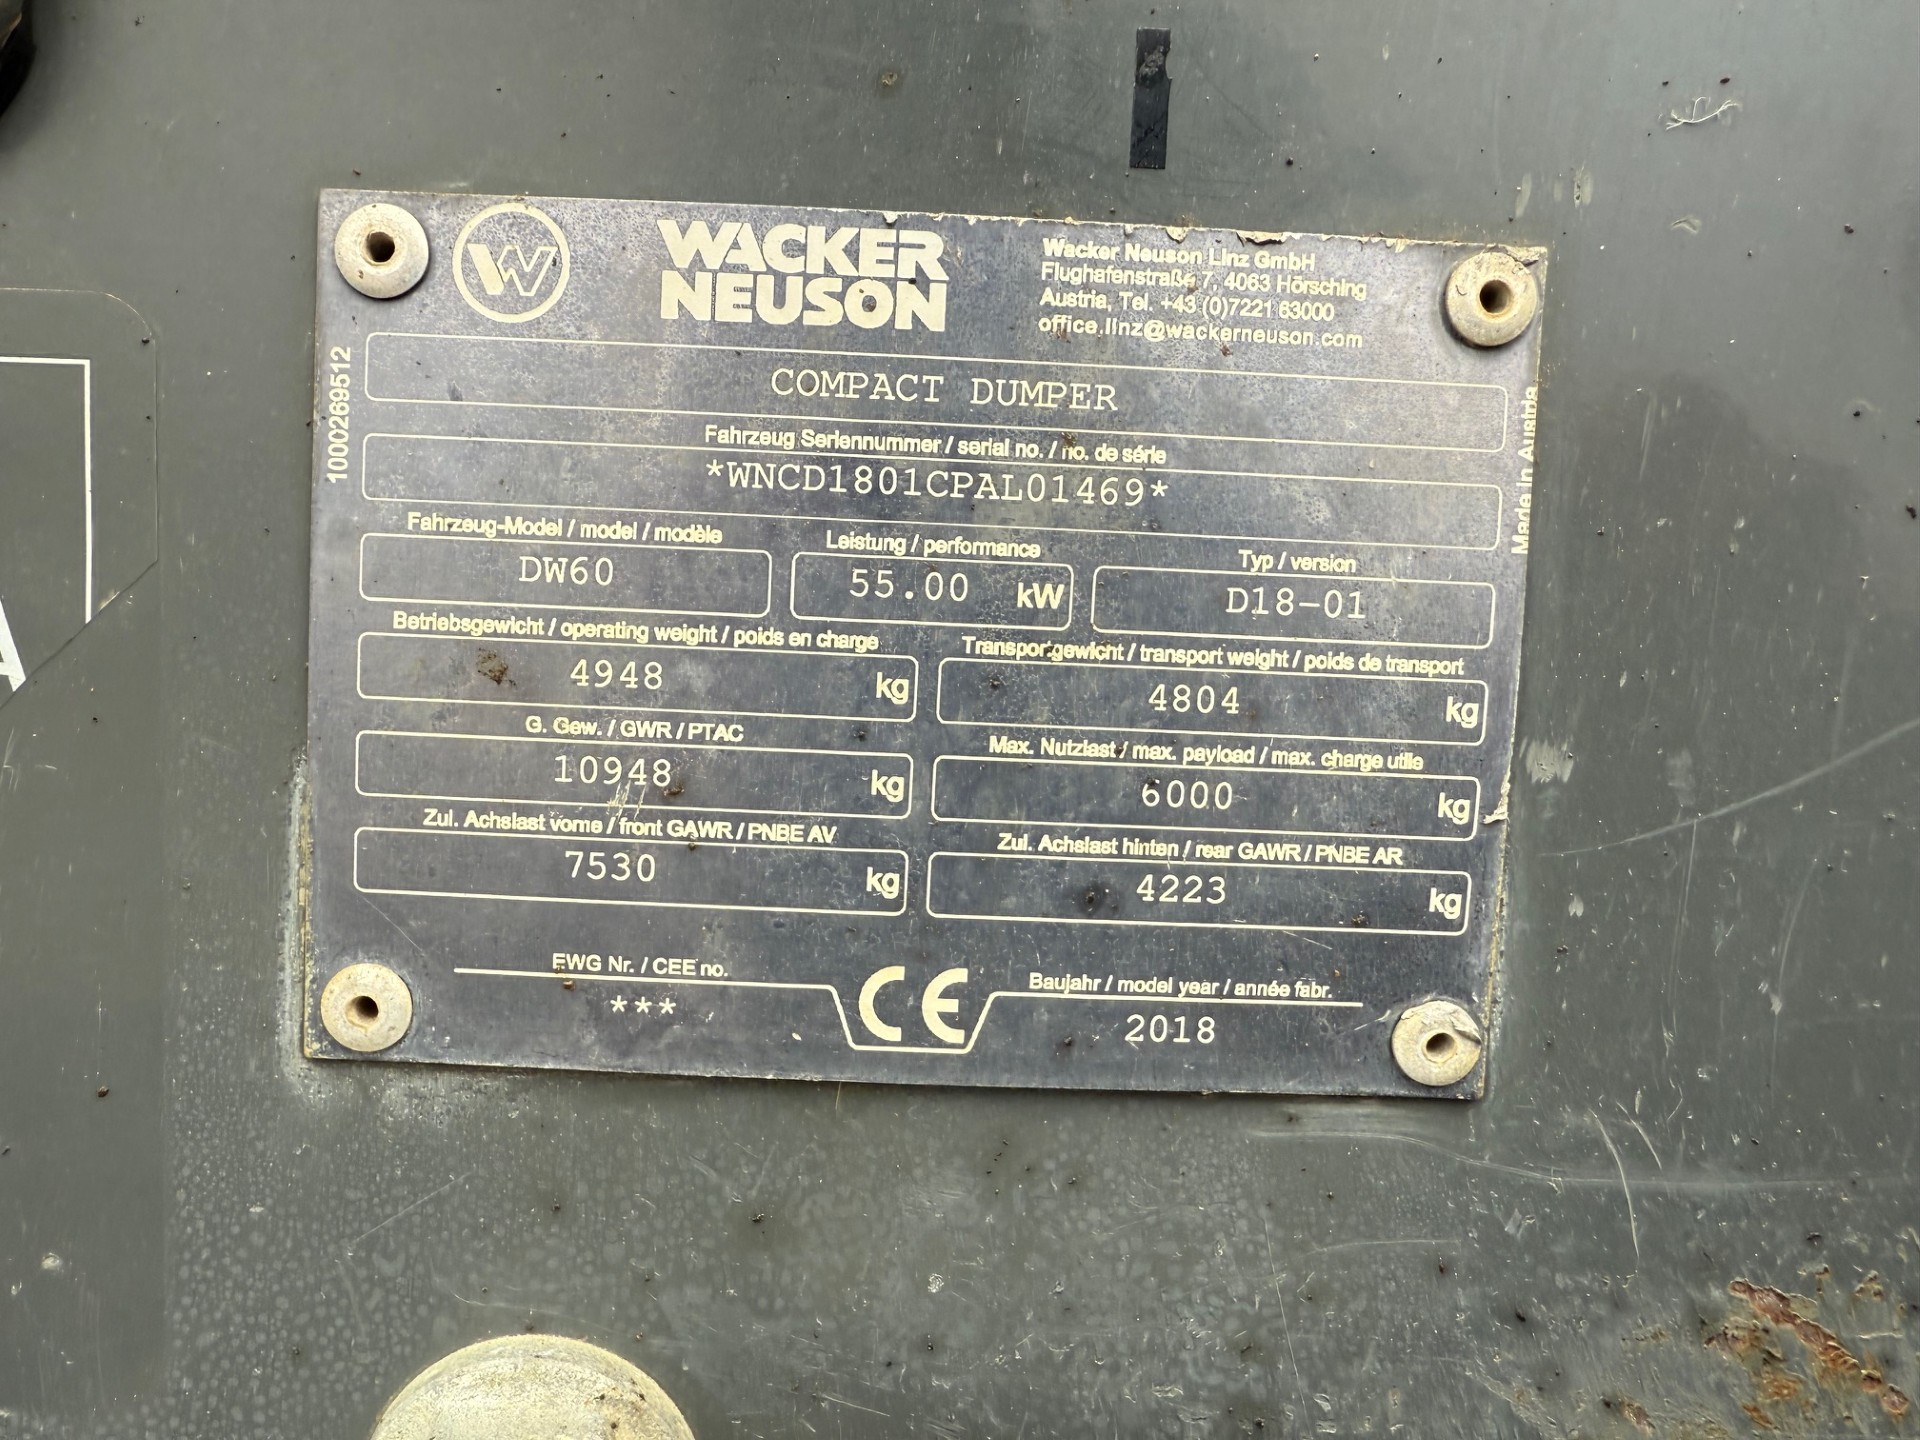 WACKER
NEUSON
Wacker Neuson Linz GmbH
Flughafenstraße 7, 4063 Hörsching
Austria, Tel. +43 (0)7221 63000
office.linz@wackerneuson.com
1000269512
COMPACT DUMPER
Made in Austria
Fahrzeug Seriennummer / serial no. / no. de série
*WNCD1801CPAL01469*
Fahrzeug-Model / model / modèle
DW60
Leistung / performance
55.00 kW
Typ / version
D18-01
Betriebsgewicht / operating weight / poids en charge
4948 kg
Transportgewicht / transport weight / poids de transport
4804 kg
G. Gew. / GWR / PTAC
10948 kg
Max. Nutzlast / max. payload / max. charge utile
6000 kg
Zul. Achslast vorne / front GAWR / PNBE AV
7530 kg
Zul. Achslast hinten / rear GAWR / PNBE AR
4223 kg
EWG Nr. / CEE no.
***
CE
Baujahr / model year / année fabr.
2018
A